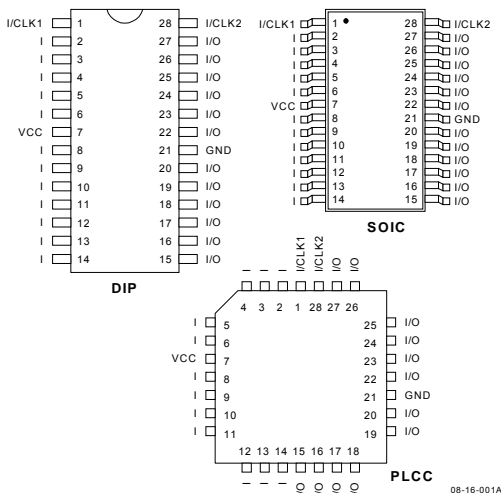 I/CLK1 1 28 I/CLK2
I 2 27 I/O
I 3 26 I/O
I 4 25 I/O
I 5 24 I/O
I 6 23 I/O
VCC 7 22 I/O
I 8 21 GND
I 9 20 I/O
I 10 19 I/O
I 11 18 I/O
I 12 17 I/O
I 13 16 I/O
I 14 15 I/O
DIP
I/CLK1 1 28 I/CLK2
I 2 27 I/O
I 3 26 I/O
I 4 25 I/O
I 5 24 I/O
I 6 23 I/O
VCC 7 22 I/O
I 8 21 GND
I 9 20 I/O
I 10 19 I/O
I 11 18 I/O
I 12 17 I/O
I 13 16 I/O
I 14 15 I/O
SOIC
I I I I/CLK1 I/CLK2 I/O I/O
4 3 2 1 28 27 26
I 5 25 I/O
I 6 24 I/O
VCC 7 23 I/O
I 8 22 I/O
I 9 21 GND
I 10 20 I/O
I 11 19 I/O
12 13 14 15 16 17 18
I I I I/O I/O I/O I/O
PLCC
08-16-001A